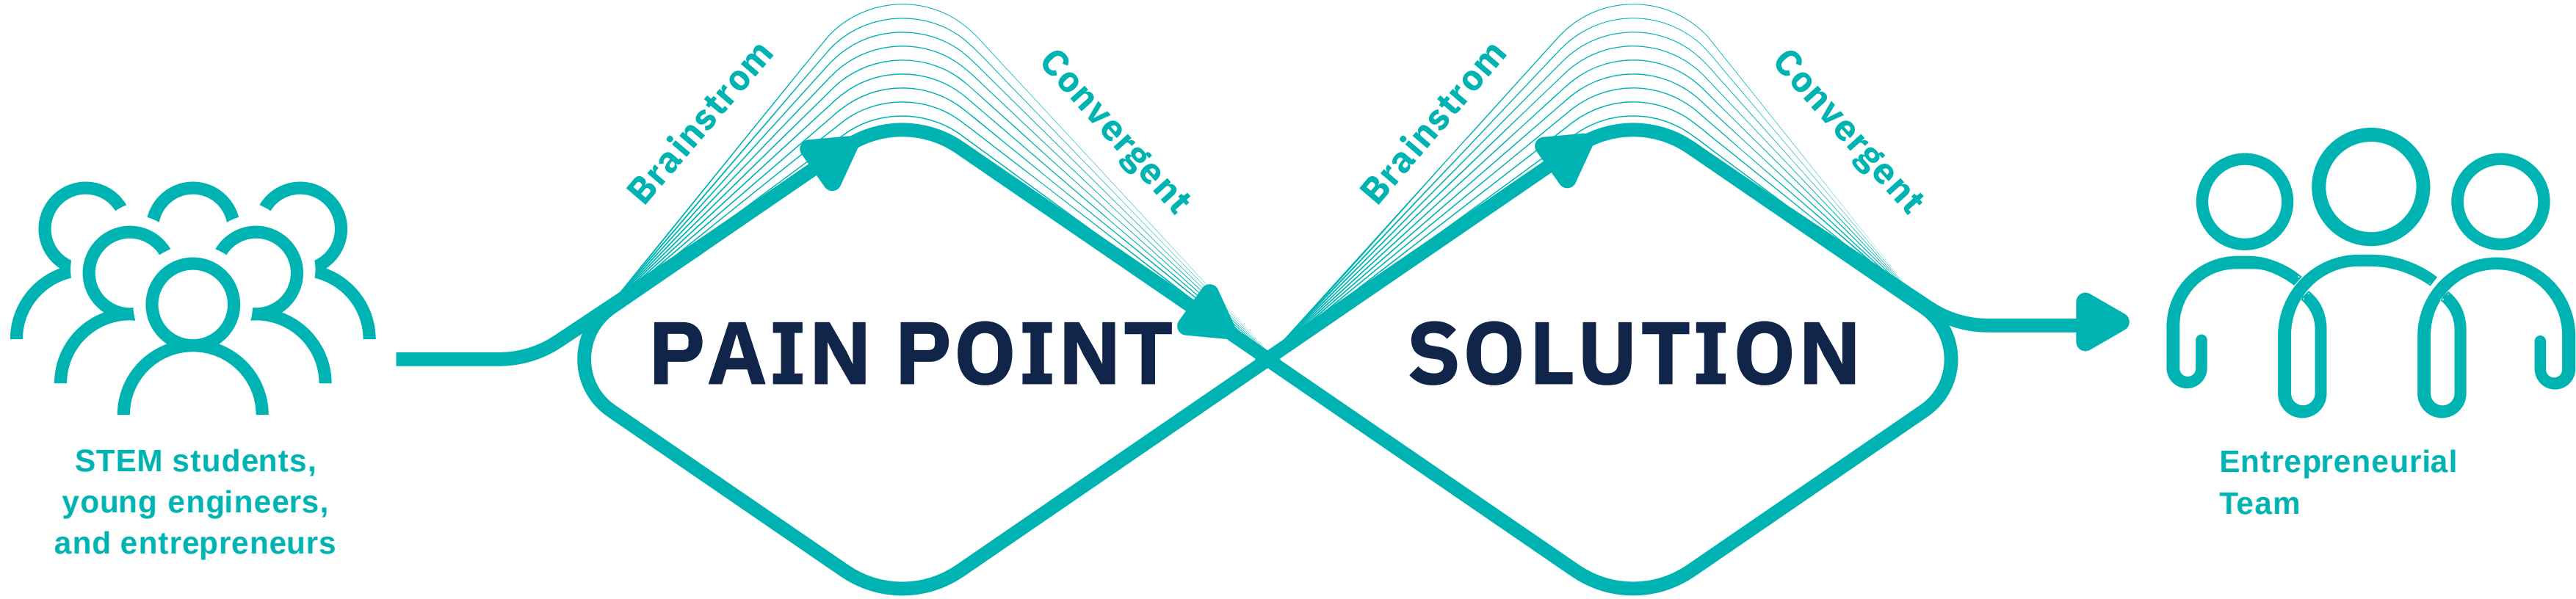 Brainstrom
Convergent
Brainstrom
Convergent
PAIN POINT
SOLUTION
STEM students,
young engineers,
and entrepreneurs
Entrepreneurial
Team